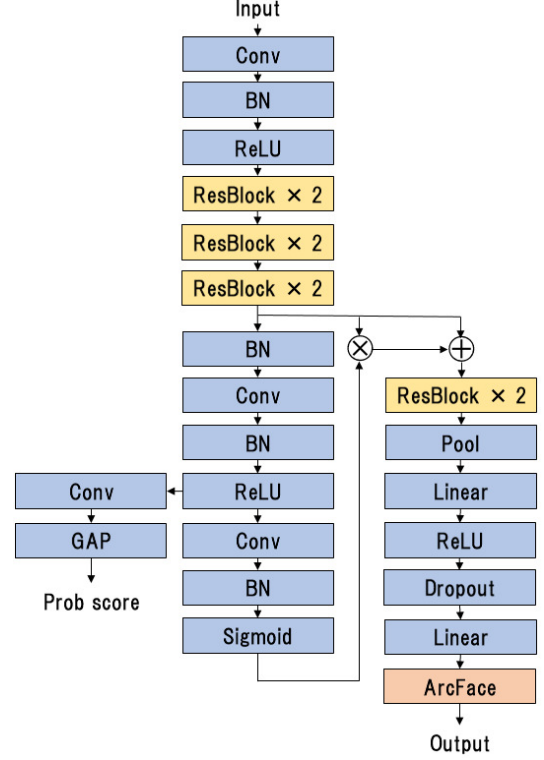 Input
Conv
BN
ReLU
ResBlock × 2
ResBlock × 2
ResBlock × 2
BN
Conv
BN
ReLU
Conv
BN
Sigmoid
Conv
GAP
Prob score
×
+
ResBlock × 2
Pool
Linear
ReLU
Dropout
Linear
ArcFace
Output